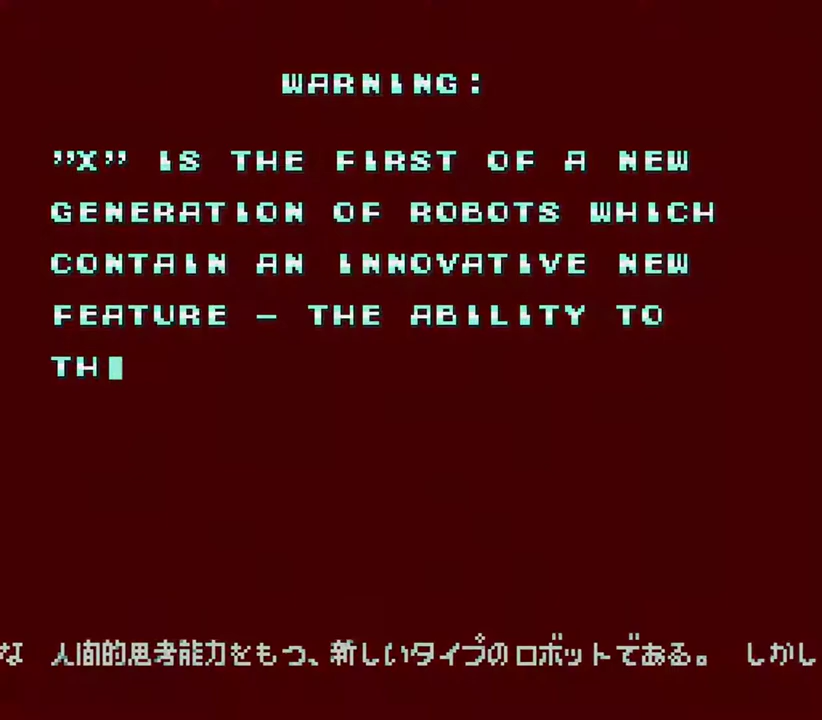 WARNING:
"X" IS THE FIRST OF A NEW
GENERATION OF ROBOTS WHICH
CONTAIN AN INNOVATIVE NEW
FEATURE – THE ABILITY TO
TH
な 人間的思考能力をもつ、新しいタイプのロボットである。 しかし